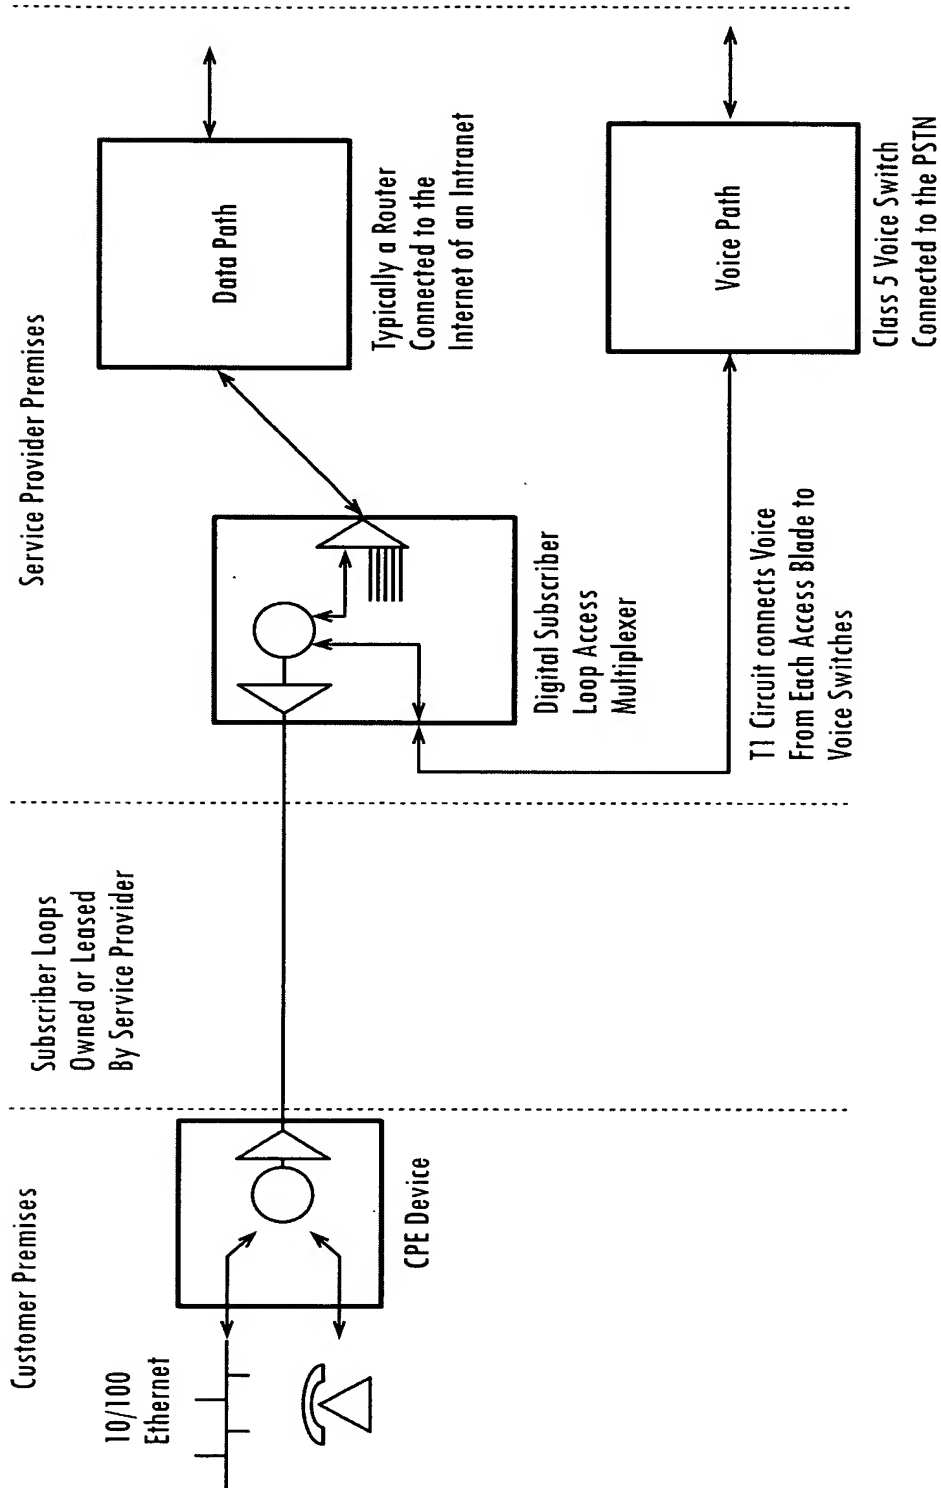 Customer Premises
10/100
Ethernet
CPE Device
Subscriber Loops
Owned or Leased
By Service Provider
Service Provider Premises
Digital Subscriber
Loop Access
Multiplexer
T1 Circuit connects Voice
From Each Access Blade to
Voice Switches
Data Path
Typically a Router
Connected to the
Internet of an Intranet
Voice Path
Class 5 Voice Switch
Connected to the PSTN